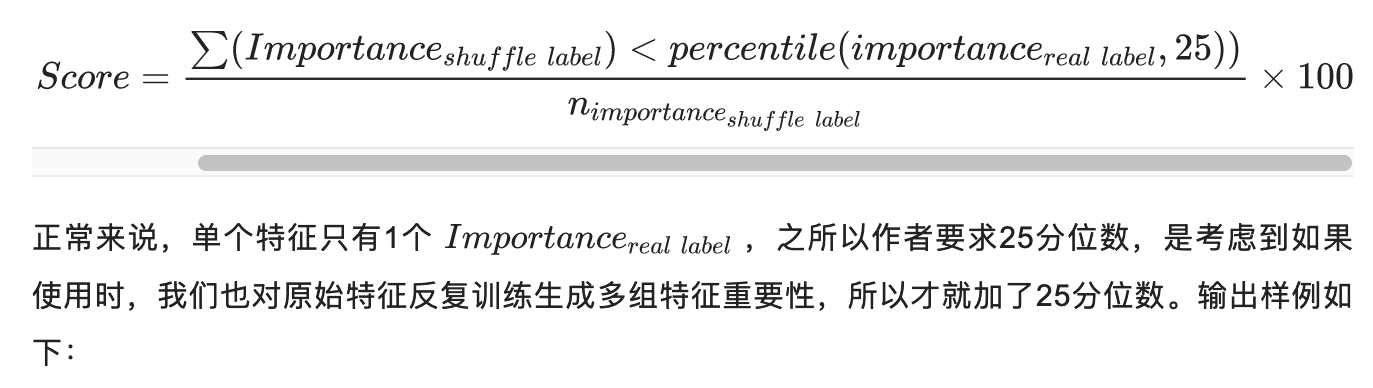 Score = \frac{\sum(Importance_{shuffle\ label}) < percentile(importance_{real\ label}, 25))}{n_{importance_{shuffle\ label}}} \times 100
正常来说，单个特征只有1个 Importance_{real label} ，之所以作者要求25分位数，是考虑到如果
使用时，我们也对原始特征反复训练生成多组特征重要性，所以才就加了25分位数。输出样例如
下：